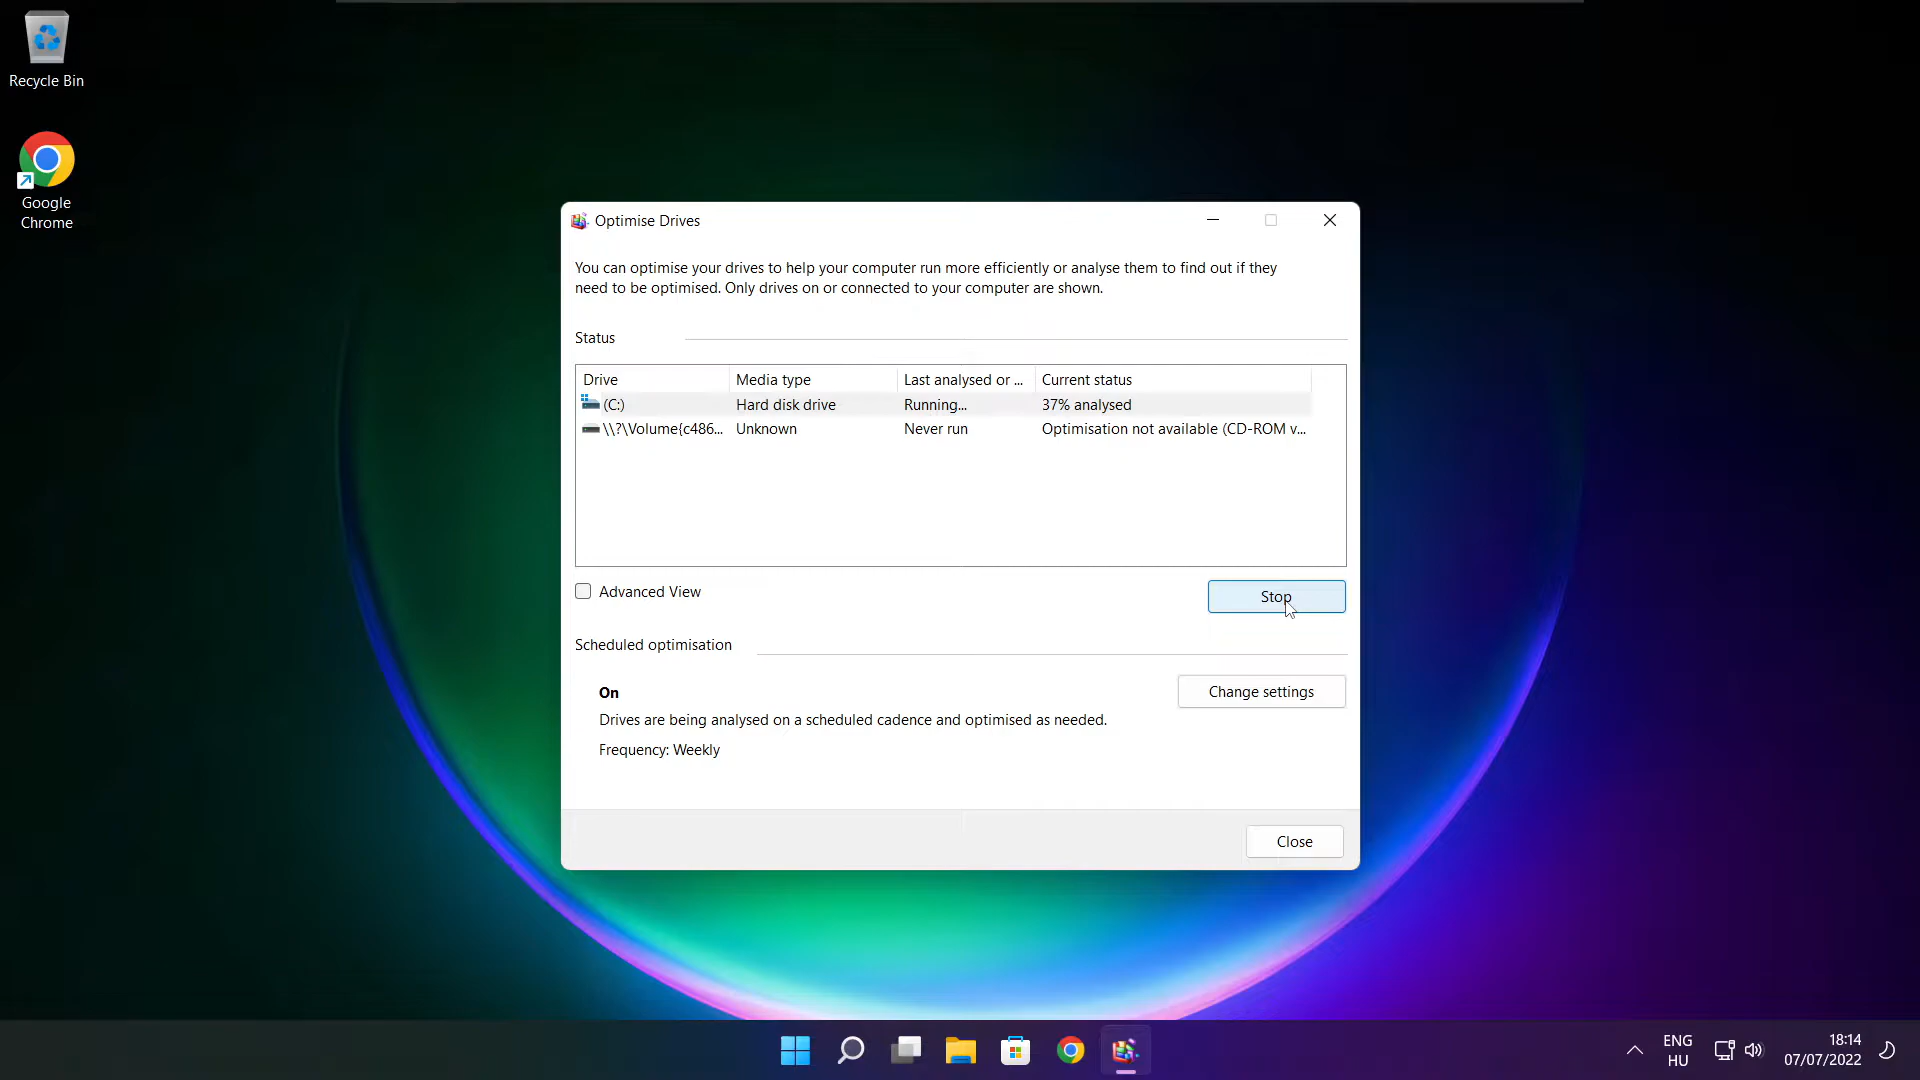 Recycle Bin
Google
Chrome
Optimise Drives
You can optimise your drives to help your computer run more efficiently or analyse them to find out if they
need to be optimised. Only drives on or connected to your computer are shown.
Status
Drive Media type Last analysed or ... Current status
(C:) Hard disk drive Running... 37% analysed
\\?\Volume{c486... Unknown Never run Optimisation not available (CD-ROM v...
Advanced View
Stop
Scheduled optimisation
On
Change settings
Drives are being analysed on a scheduled cadence and optimised as needed.
Frequency: Weekly
Close
ENG
HU
18:14
07/07/2022